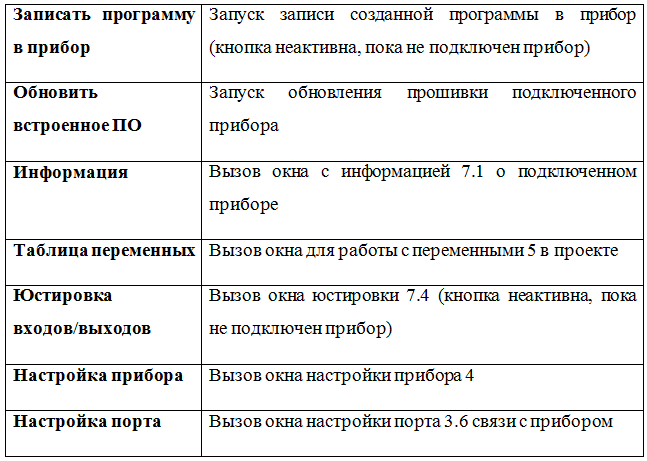 Записать программу
в прибор
Запуск записи созданной программы в прибор
(кнопка неактивна, пока не подключен прибор)
Обновить
встроенное ПО
Запуск обновления прошивки подключенного
прибора
Информация
Вызов окна с информацией 7.1 о подключенном
приборе
Таблица переменных
Вызов окна для работы с переменными 5 в проекте
Юстировка
входов/выходов
Вызов окна юстировки 7.4 (кнопка неактивна, пока
не подключен прибор)
Настройка прибора
Вызов окна настройки прибора 4
Настройка порта
Вызов окна настройки порта 3.6 связи с прибором